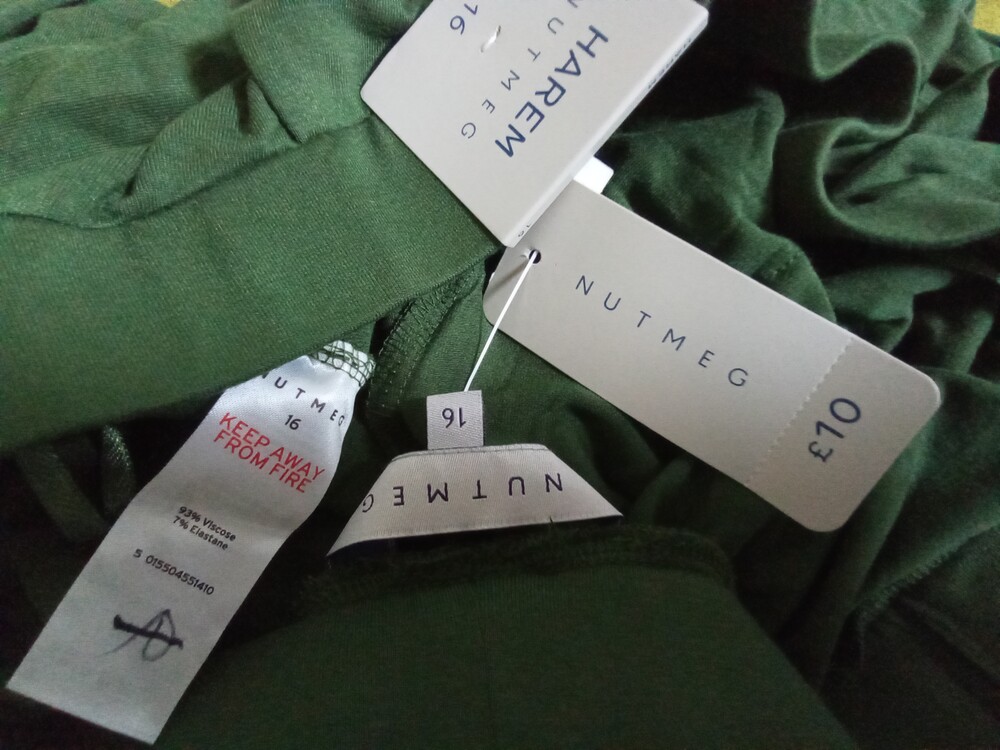 HAREM
NUTMEG
16
NUTMEG
£10
16
NUTMEG
NUTMEG
16
KEEP AWAY
FROM FIRE
93% Viscose
7% Elastane
5 015504551410